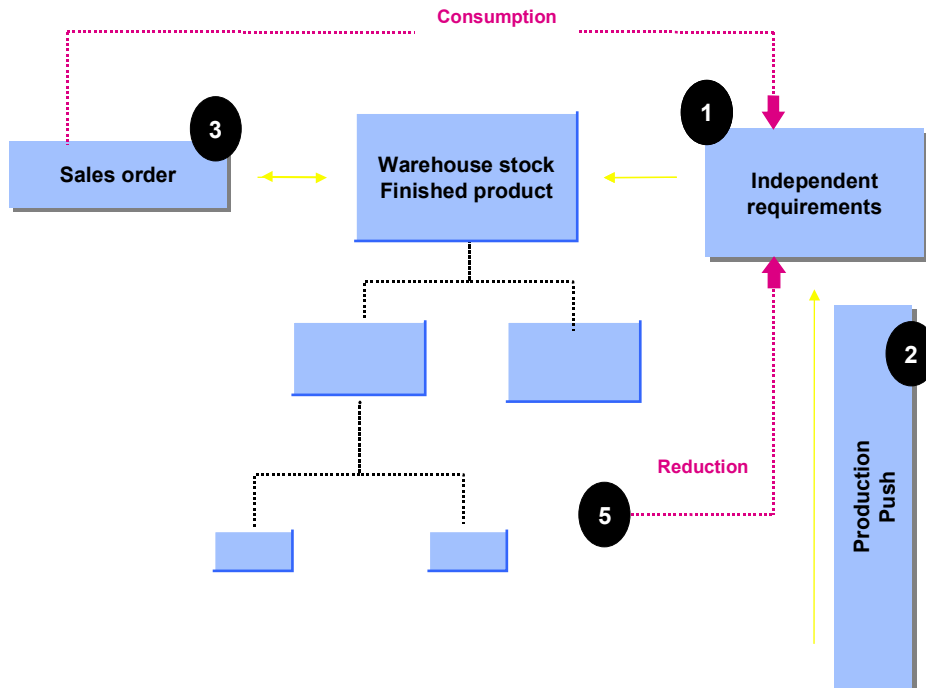 Consumption
1
3
Sales order
Warehouse stock
Finished product
Independent
requirements
2
Reduction
5
Production
Push